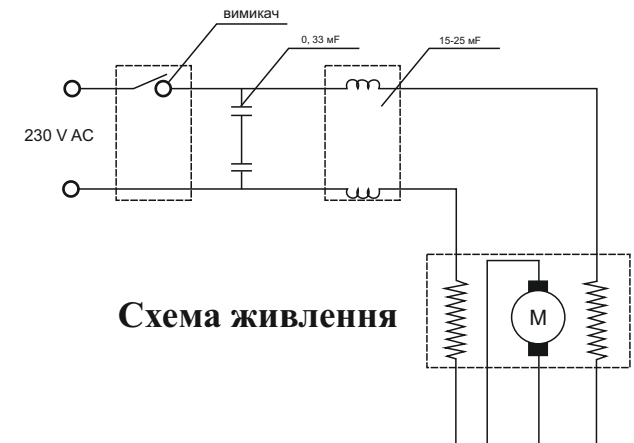 вимикач
0, 33 мF
15-25 мF
230 V AC
Схема живлення
M